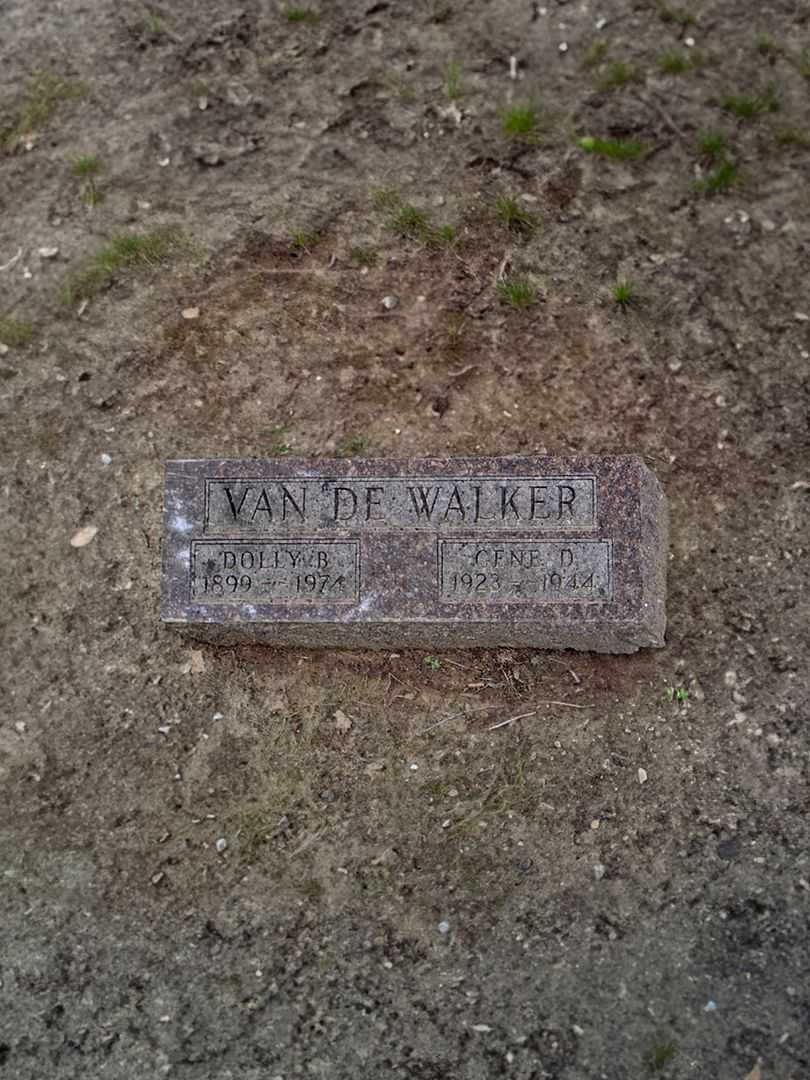 VAN DE WALKER
DOLLY B
1899 – 1974
GENE D.
1923 – 1944